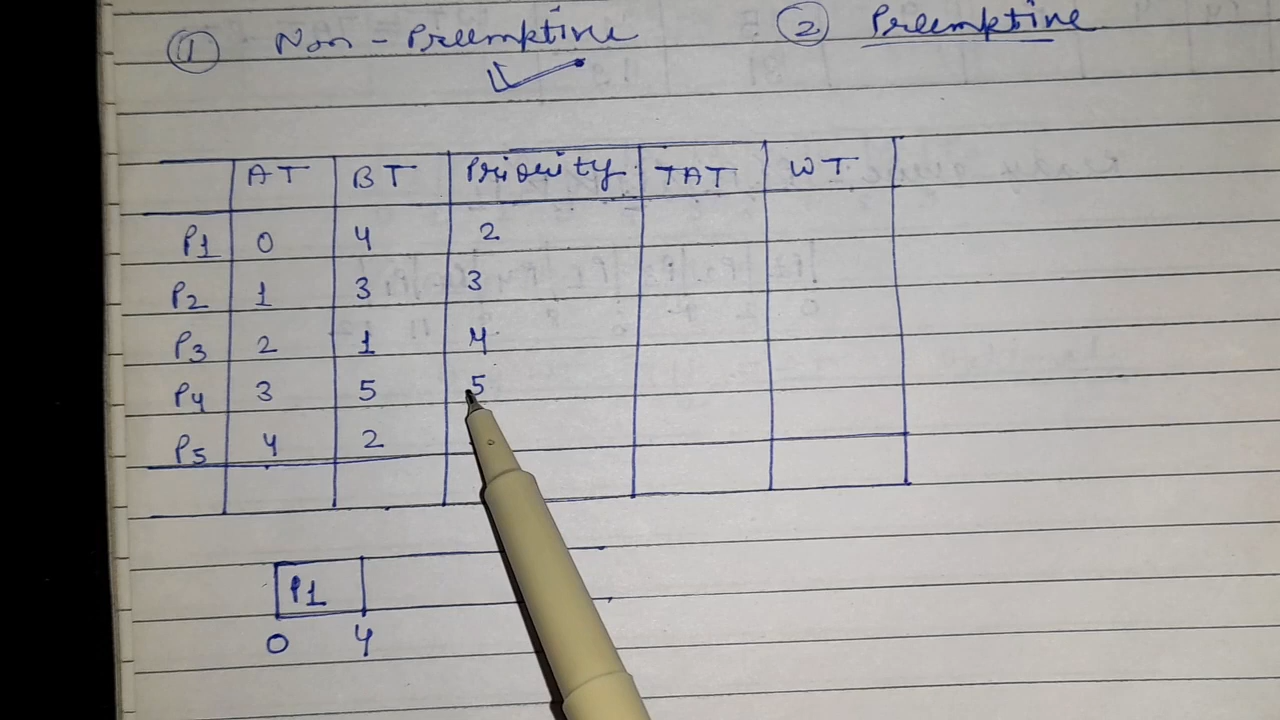 ① Non-Preemptive ② Preemptive
AT BT Priority TAT WT
P1 0 4 2
P2 1 3 3
P3 2 1 4
P4 3 5 5
P5 4 2
P1
0 4